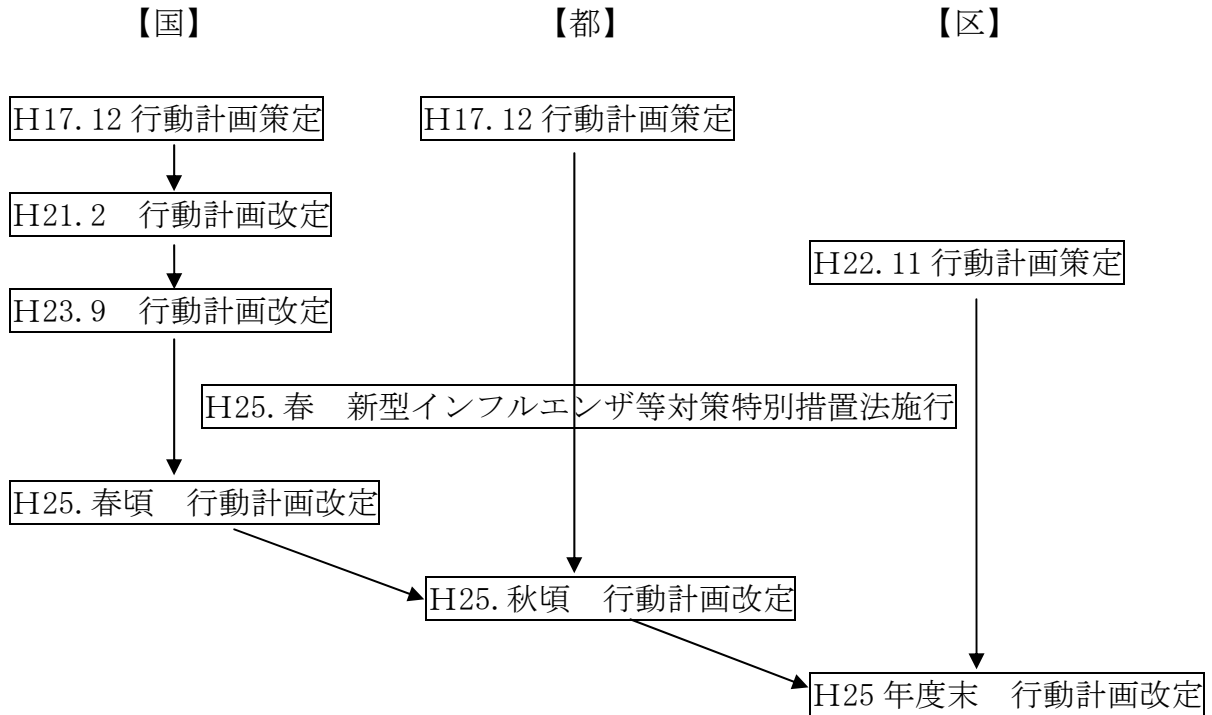 【国】 【都】 【区】
H17.12 行動計画策定 H17.12 行動計画策定
H21.2　行動計画改定
H22.11 行動計画策定
H23.9　行動計画改定
H25.春　新型インフルエンザ等対策特別措置法施行
H25.春頃　行動計画改定
H25.秋頃　行動計画改定
H25 年度末　行動計画改定